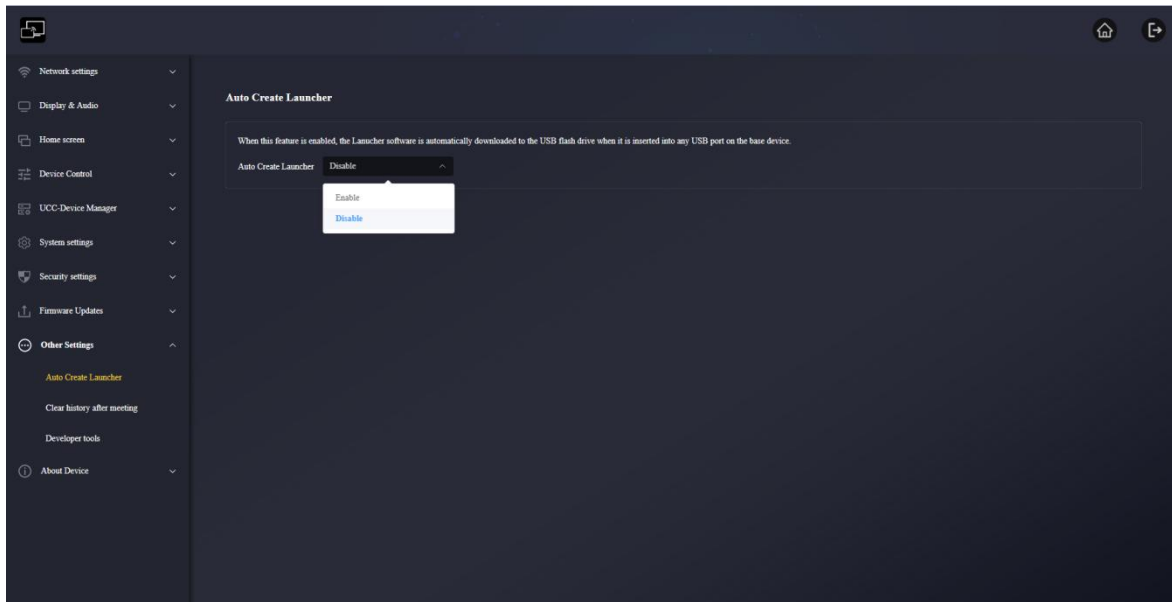 Network settings
Display & Audio
Home screen
Device Control
UCC-Device Manager
System settings
Security settings
Firmware Updates
Other Settings
Auto Create Launcher
Clear history after meeting
Developer tools
About Device
Auto Create Launcher
When this feature is enabled, the Lanucher software is automatically downloaded to the USB flash drive when it is inserted into any USB port on the base device.
Auto Create Launcher Disable
Enable
Disable